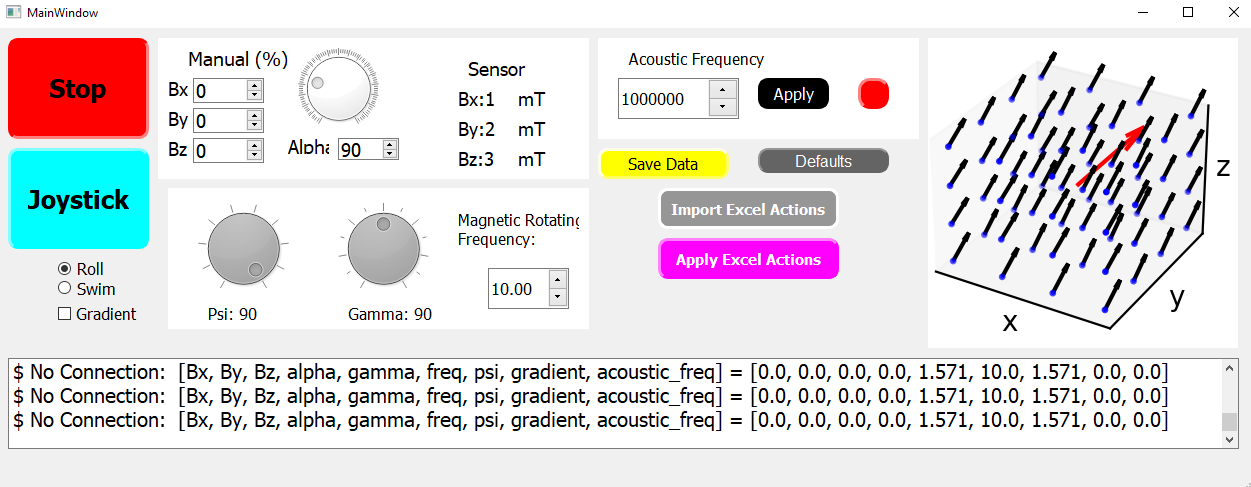 MainWindow
Stop
Joystick
Roll
Swim
Gradient
Manual (%)
Bx 0
By 0
Bz 0
Alpha 90
Sensor
Bx:1 mT
By:2 mT
Bz:3 mT
Psi: 90
Gamma: 90
Magnetic Rotating
Frequency:
10.00
Acoustic Frequency
1000000
Apply
Save Data
Defaults
Import Excel Actions
Apply Excel Actions
z
y
x
$ No Connection: [Bx, By, Bz, alpha, gamma, freq, psi, gradient, acoustic_freq] = [0.0, 0.0, 0.0, 0.0, 1.571, 10.0, 1.571, 0.0, 0.0]
$ No Connection: [Bx, By, Bz, alpha, gamma, freq, psi, gradient, acoustic_freq] = [0.0, 0.0, 0.0, 0.0, 1.571, 10.0, 1.571, 0.0, 0.0]
$ No Connection: [Bx, By, Bz, alpha, gamma, freq, psi, gradient, acoustic_freq] = [0.0, 0.0, 0.0, 0.0, 1.571, 10.0, 1.571, 0.0, 0.0]